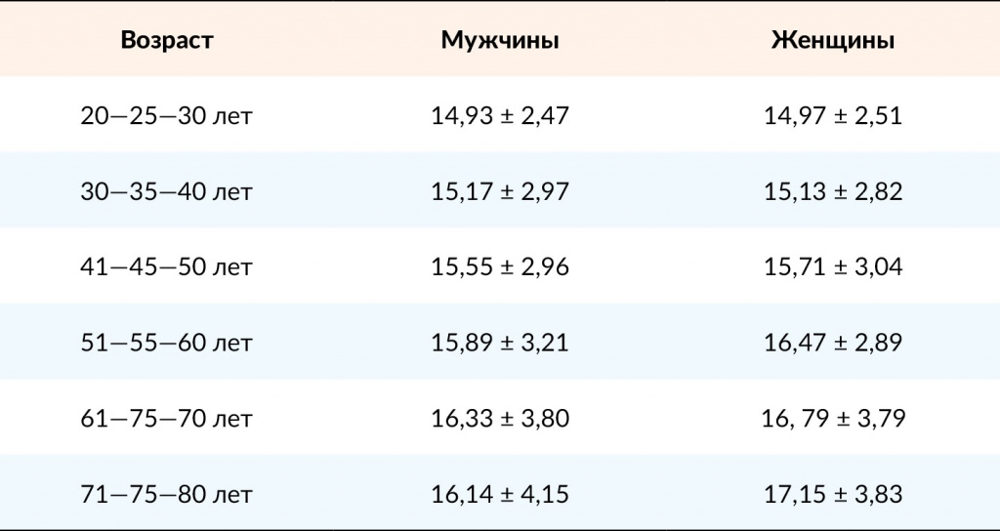 Возраст Мужчины Женщины
20—25—30 лет 14,93 ± 2,47 14,97 ± 2,51
30—35—40 лет 15,17 ± 2,97 15,13 ± 2,82
41—45—50 лет 15,55 ± 2,96 15,71 ± 3,04
51—55—60 лет 15,89 ± 3,21 16,47 ± 2,89
61—75—70 лет 16,33 ± 3,80 16, 79 ± 3,79
71—75—80 лет 16,14 ± 4,15 17,15 ± 3,83